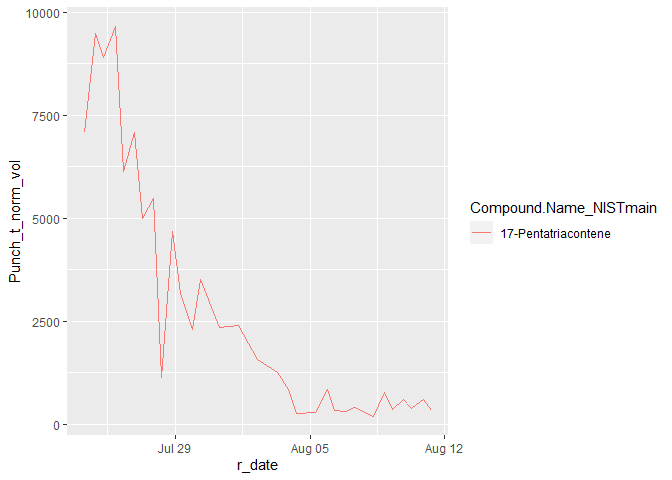 10000
7500
5000
2500
0
Punch_t_norm_vol
Jul 29
Aug 05
Aug 12
r_date
Compound.Name_NISTmain
17-Pentatriacontene